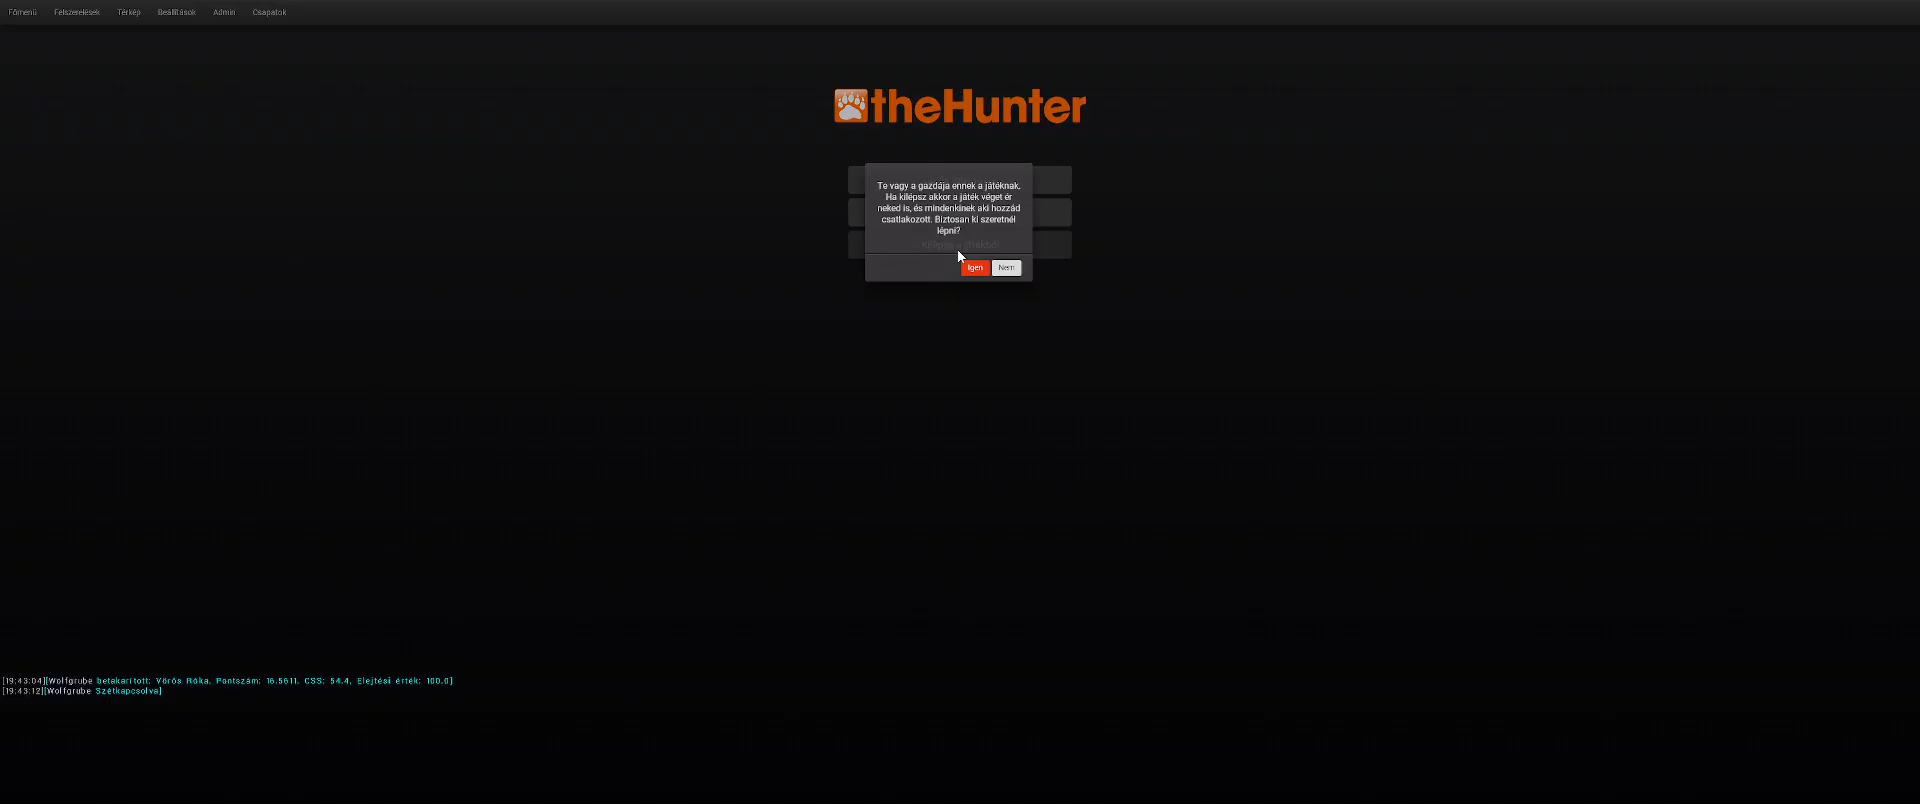 Főmenü Felszerelések Térkép Beállítások Admin Csapatok
theHunter
Te vagy a gazdája ennek a játéknak.
Ha kilépsz akkor a játék véget ér
neked is, és mindenkinek aki hozzád
csatlakozott. Biztosan ki szeretnél
lépni?
Kilépés a játékból
Igen Nem
[19:43:04][Wolfgrube betakarított: Vörös Róka, Pontszám: 16.5611, CSS: 54.4, Elejtési érték: 100.0]
[19:43:12][Wolfgrube Szétkapcsolva]